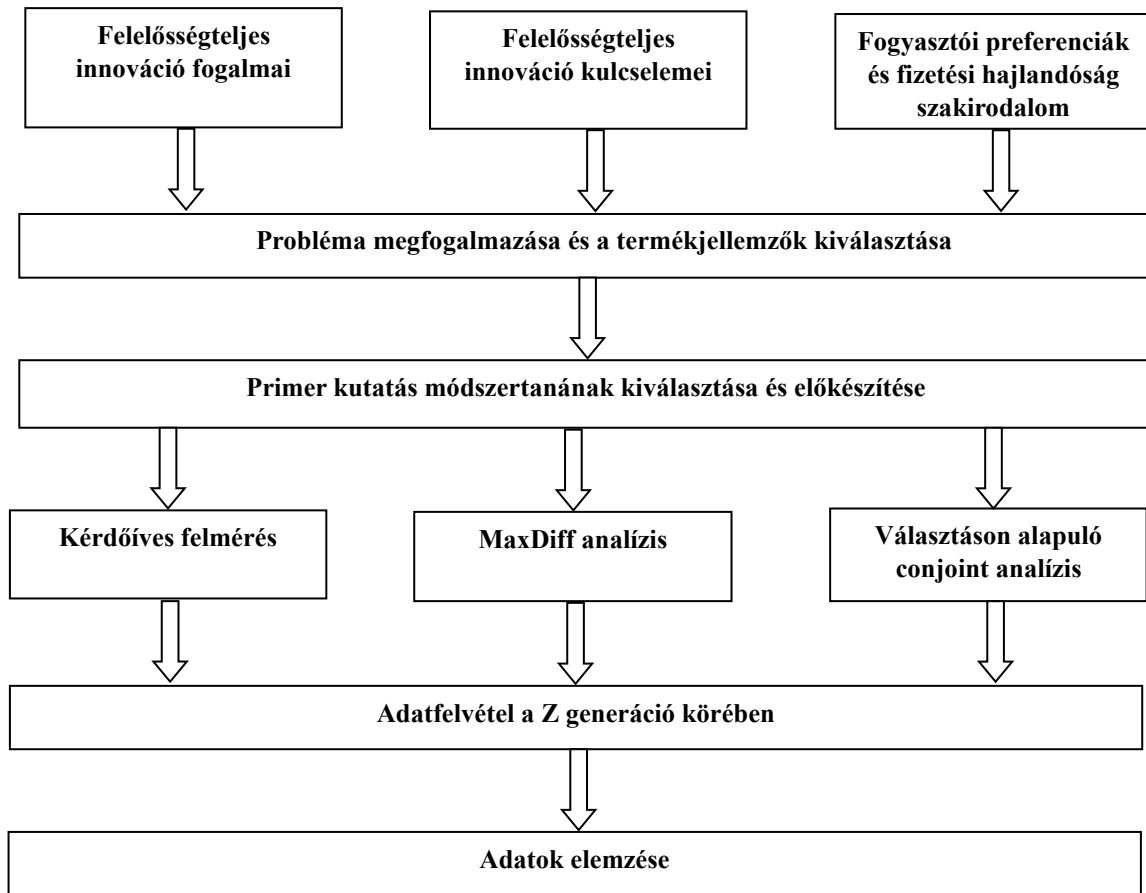 Felelősségteljes
innováció fogalmai
Felelősségteljes
innováció kulcselemei
Fogyasztói preferenciák
és fizetési hajlandóság
szakirodalom
Probléma megfogalmazása és a termékjellemzők kiválasztása
Primer kutatás módszertanának kiválasztása és előkészítése
Kérdőíves felmérés
MaxDiff analízis
Választáson alapuló
conjoint analízis
Adatfelvétel a Z generáció körében
Adatok elemzése